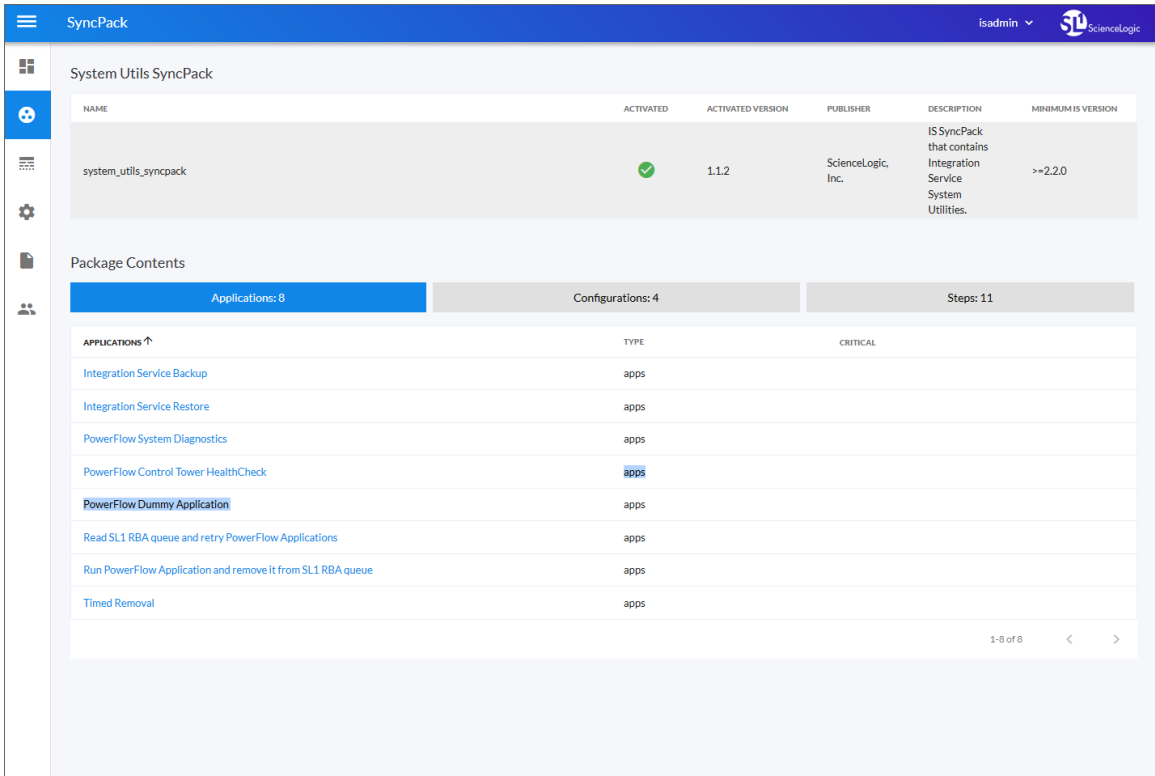 SyncPack
isadmin
SL1 ScienceLogic
System Utils SyncPack
NAME ACTIVATED ACTIVATED VERSION PUBLISHER DESCRIPTION MINIMUM IS VERSION
system_utils_syncpack 1.1.2
ScienceLogic,
Inc.
IS SyncPack
that contains
Integration
Service
System
Utilities.
>=2.2.0
Package Contents
Applications: 8 Configurations: 4 Steps: 11
APPLICATIONS TYPE CRITICAL
Integration Service Backup apps
Integration Service Restore apps
PowerFlow System Diagnostics apps
PowerFlow Control Tower HealthCheck apps
PowerFlow Dummy Application apps
Read SL1 RBA queue and retry PowerFlow Applications apps
Run PowerFlow Application and remove it from SL1 RBA queue apps
Timed Removal apps
1-8 of 8